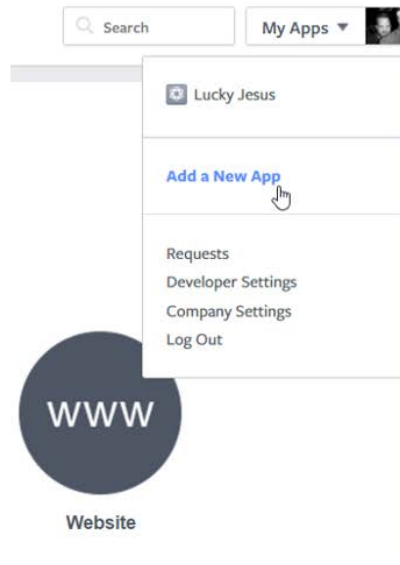 Search
My Apps
Lucky Jesus
Add a New App
Requests
Developer Settings
Company Settings
Log Out
WWW
Website